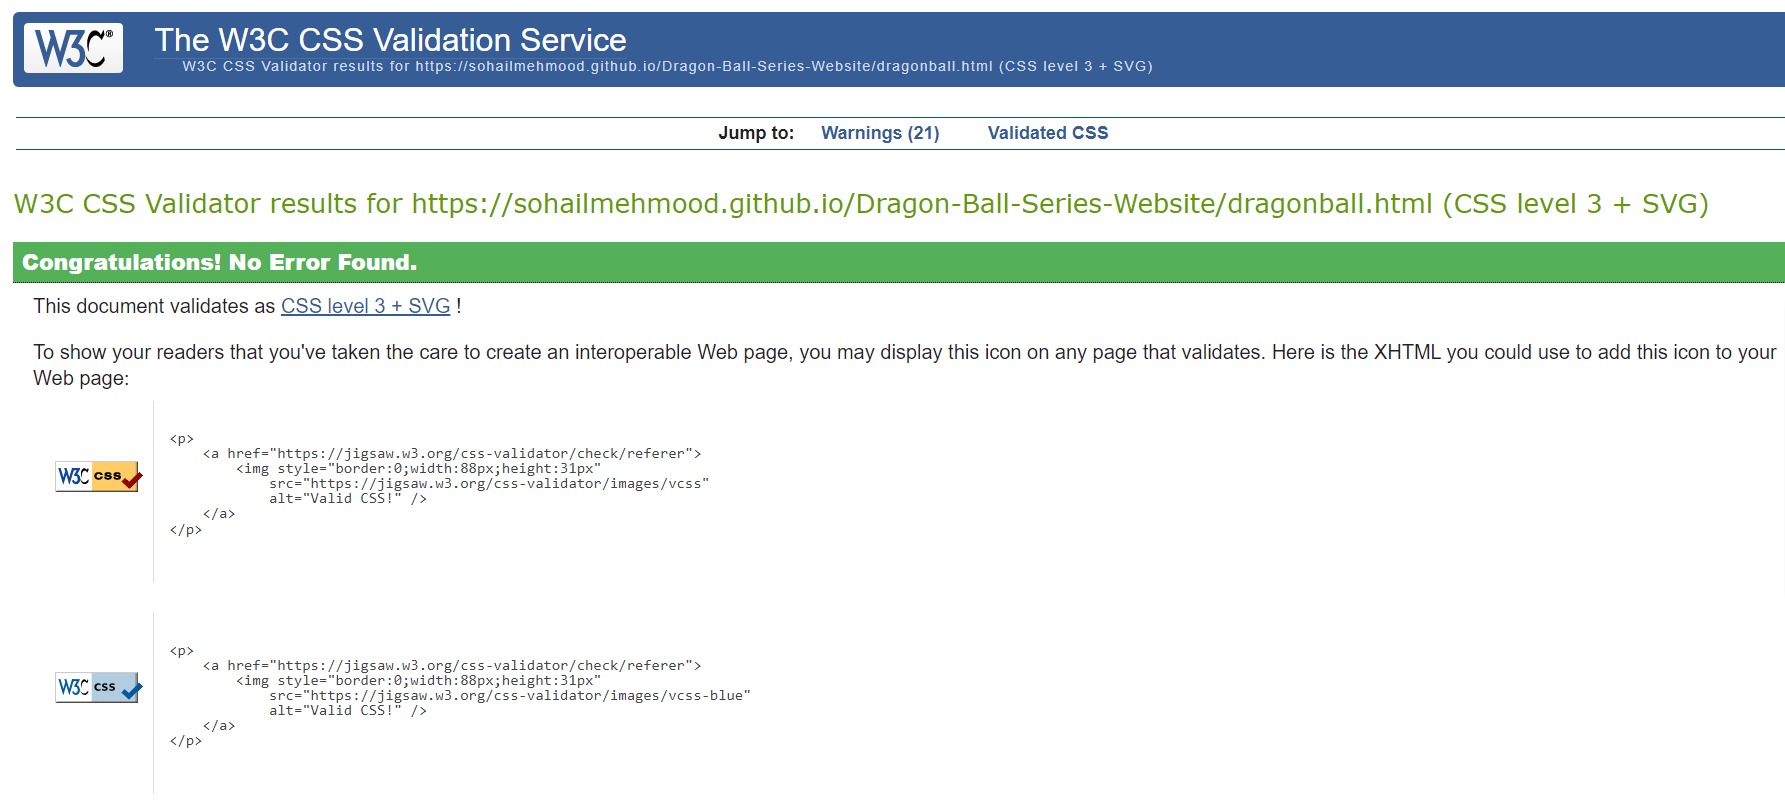 W3C®
The W3C CSS Validation Service
W3C CSS Validator results for https://sohailmehmood.github.io/Dragon-Ball-Series-Website/dragonball.html (CSS level 3 + SVG)
Jump to: Warnings (21) Validated CSS
W3C CSS Validator results for https://sohailmehmood.github.io/Dragon-Ball-Series-Website/dragonball.html (CSS level 3 + SVG)
Congratulations! No Error Found.
This document validates as CSS level 3 + SVG !
To show your readers that you've taken the care to create an interoperable Web page, you may display this icon on any page that validates. Here is the XHTML you could use to add this icon to your
Web page:
W3C css
<p>
<a href="https://jigsaw.w3.org/css-validator/check/referer">
<img style="border:0;width:88px;height:31px"
src="https://jigsaw.w3.org/css-validator/images/vcss"
alt="Valid CSS!" />
</a>
</p>
W3C css
<p>
<a href="https://jigsaw.w3.org/css-validator/check/referer">
<img style="border:0;width:88px;height:31px"
src="https://jigsaw.w3.org/css-validator/images/vcss-blue"
alt="Valid CSS!" />
</a>
</p>